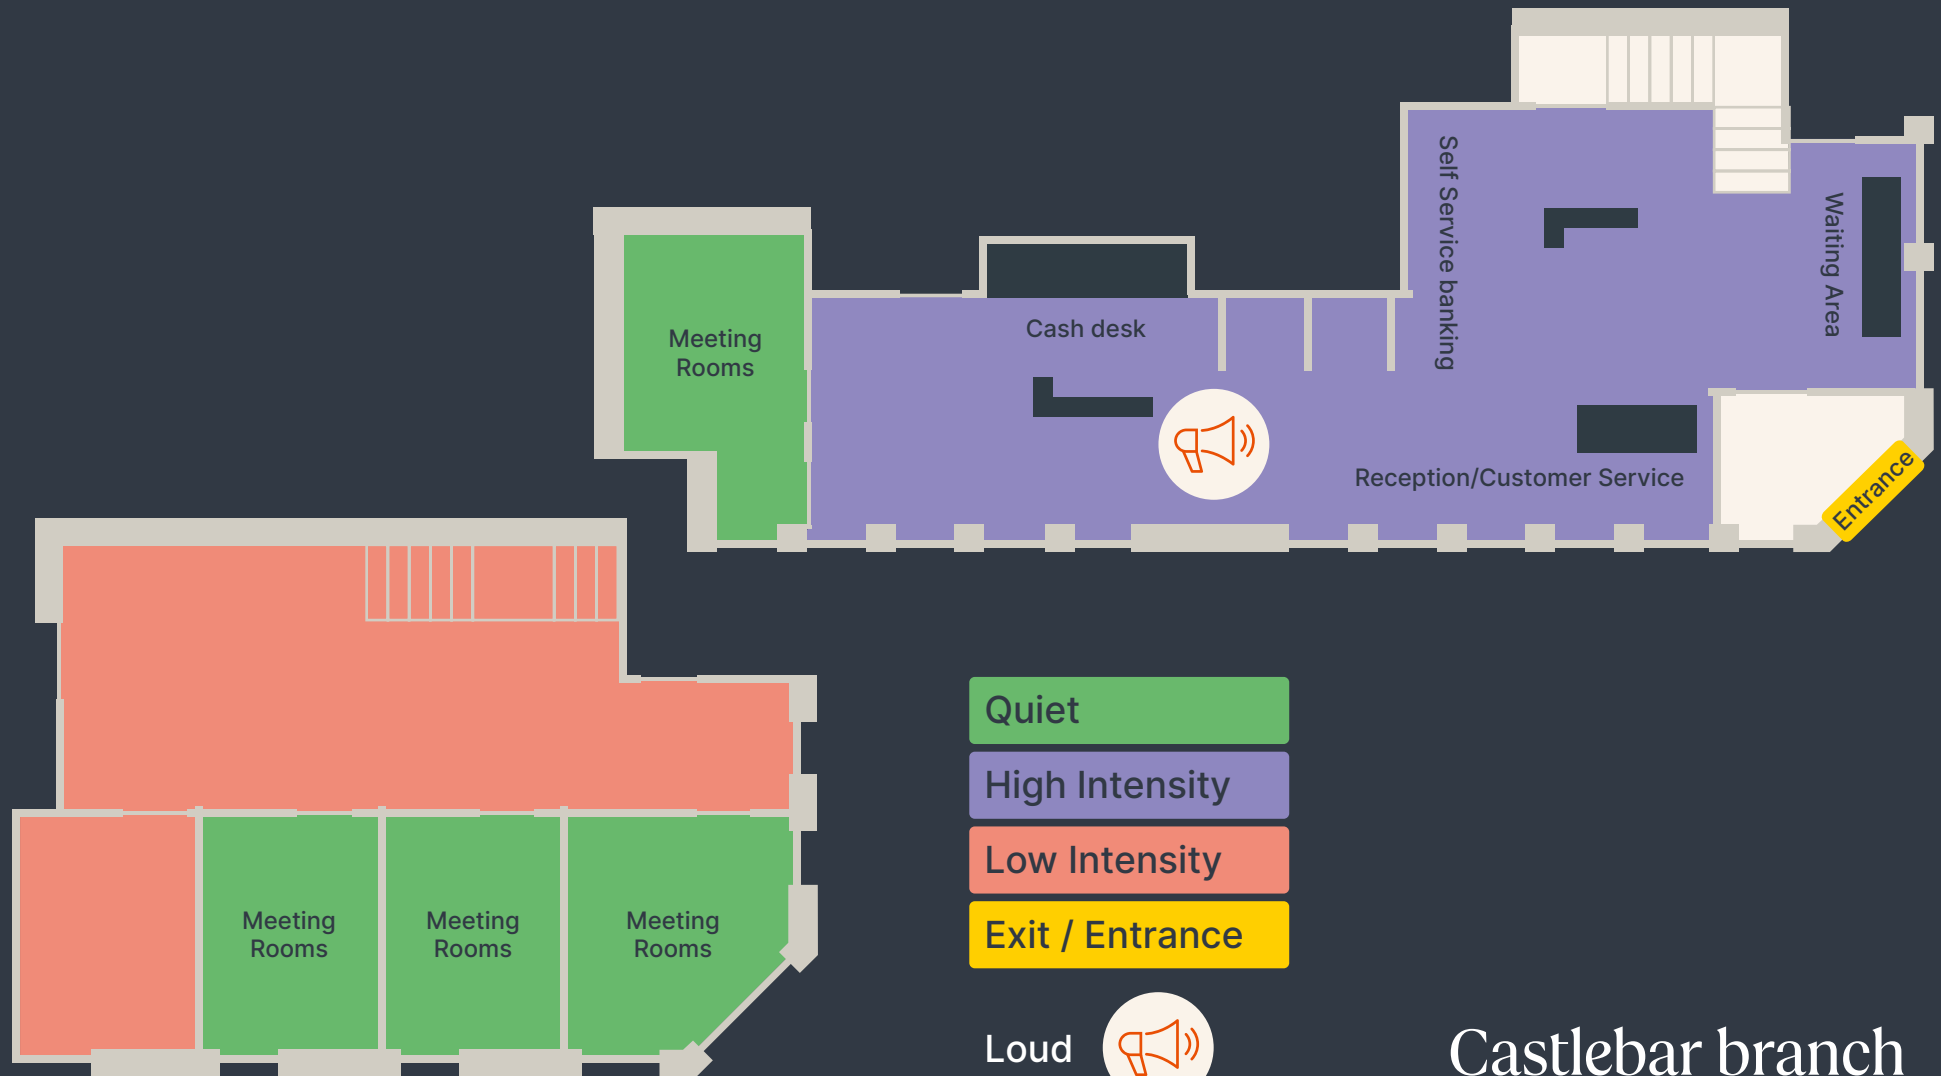 Self Service banking
Waiting Area
Meeting
Rooms
Cash desk
Reception/Customer Service
Entrance
Meeting
Rooms
Meeting
Rooms
Meeting
Rooms
Quiet
High Intensity
Low Intensity
Exit / Entrance
Loud
Castlebar branch